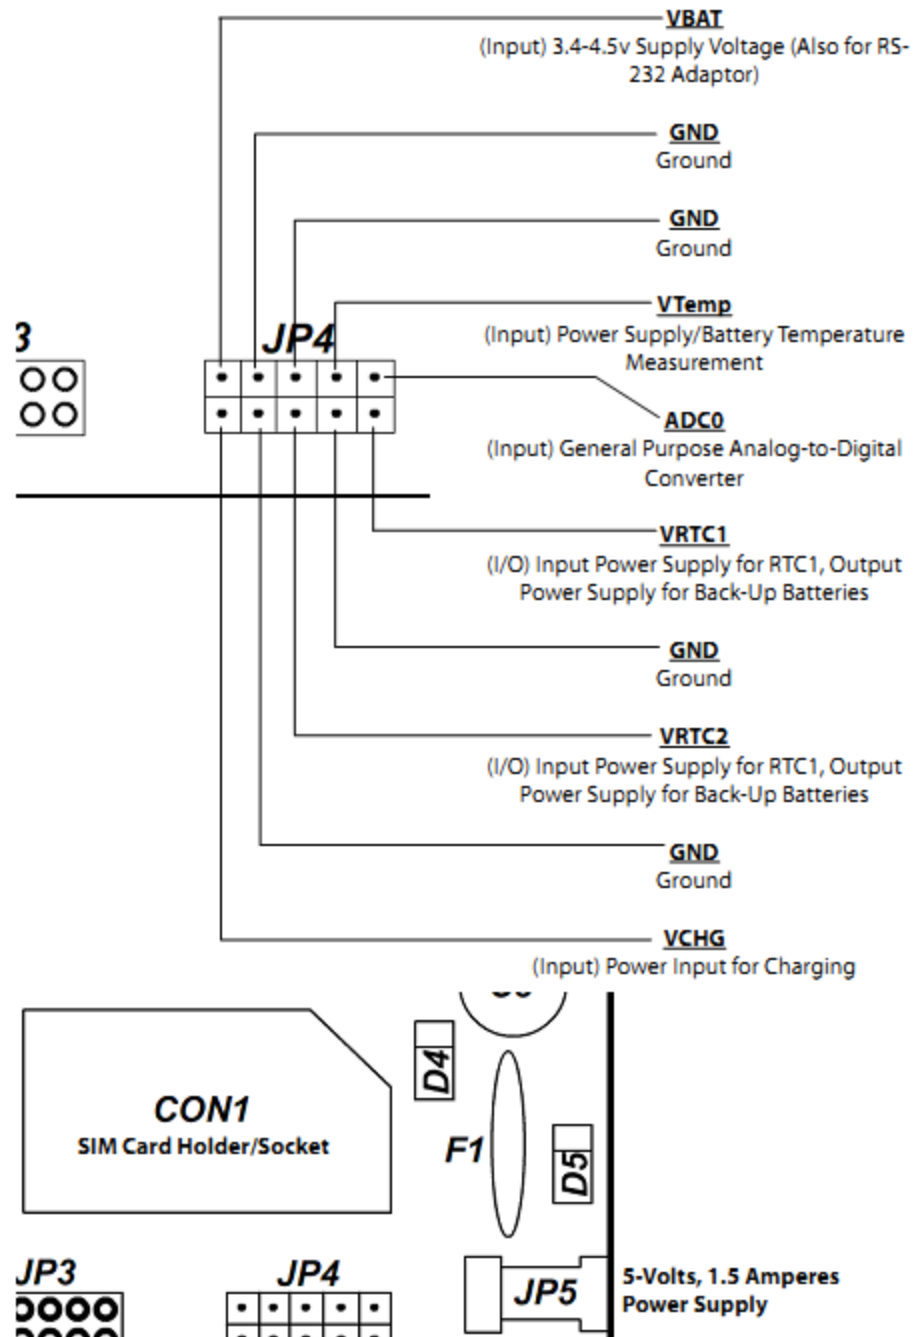 VBAT
(Input) 3.4-4.5v Supply Voltage (Also for RS-
232 Adaptor)
GND
Ground
GND
Ground
VTemp
(Input) Power Supply/Battery Temperature
Measurement
3
JP4
ADC0
(Input) General Purpose Analog-to-Digital
Converter
VRTC1
(I/O) Input Power Supply for RTC1, Output
Power Supply for Back-Up Batteries
GND
Ground
VRTC2
(I/O) Input Power Supply for RTC1, Output
Power Supply for Back-Up Batteries
GND
Ground
VCHG
(Input) Power Input for Charging
D4
CON1
SIM Card Holder/Socket
F1
D5
JP3
JP4
JP5
5-Volts, 1.5 Amperes
Power Supply